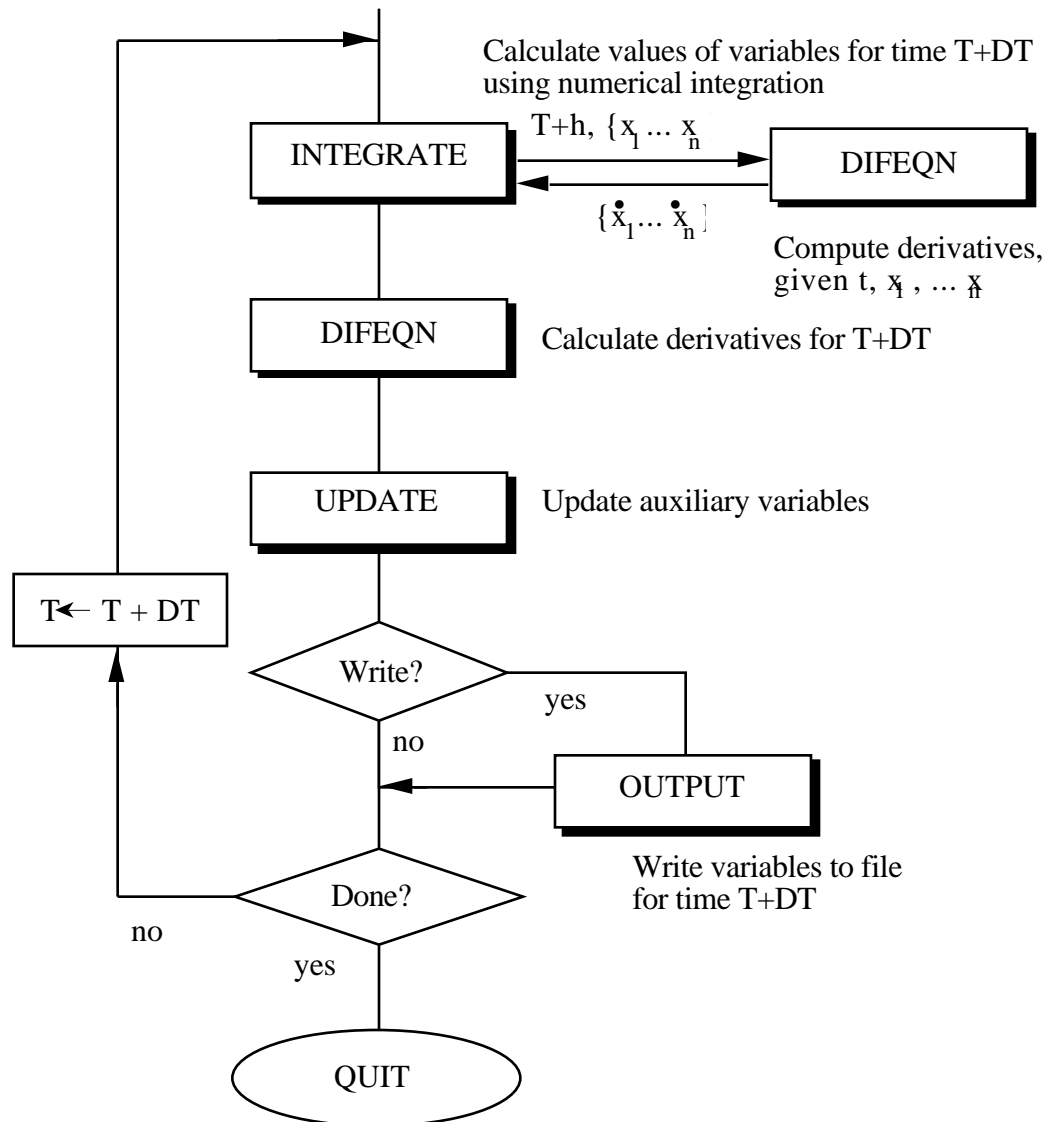 Calculate values of variables for time T+DT
using numerical integration
T+h, {x₁ ... xₙ
INTEGRATE
DIFEQN
{ẋ₁... ẋₙ }
Compute derivatives,
given t, x₁ , ... xₙ
DIFEQN
Calculate derivatives for T+DT
UPDATE
Update auxiliary variables
T← T + DT
Write?
yes
no
OUTPUT
Write variables to file
for time T+DT
Done?
no
yes
QUIT